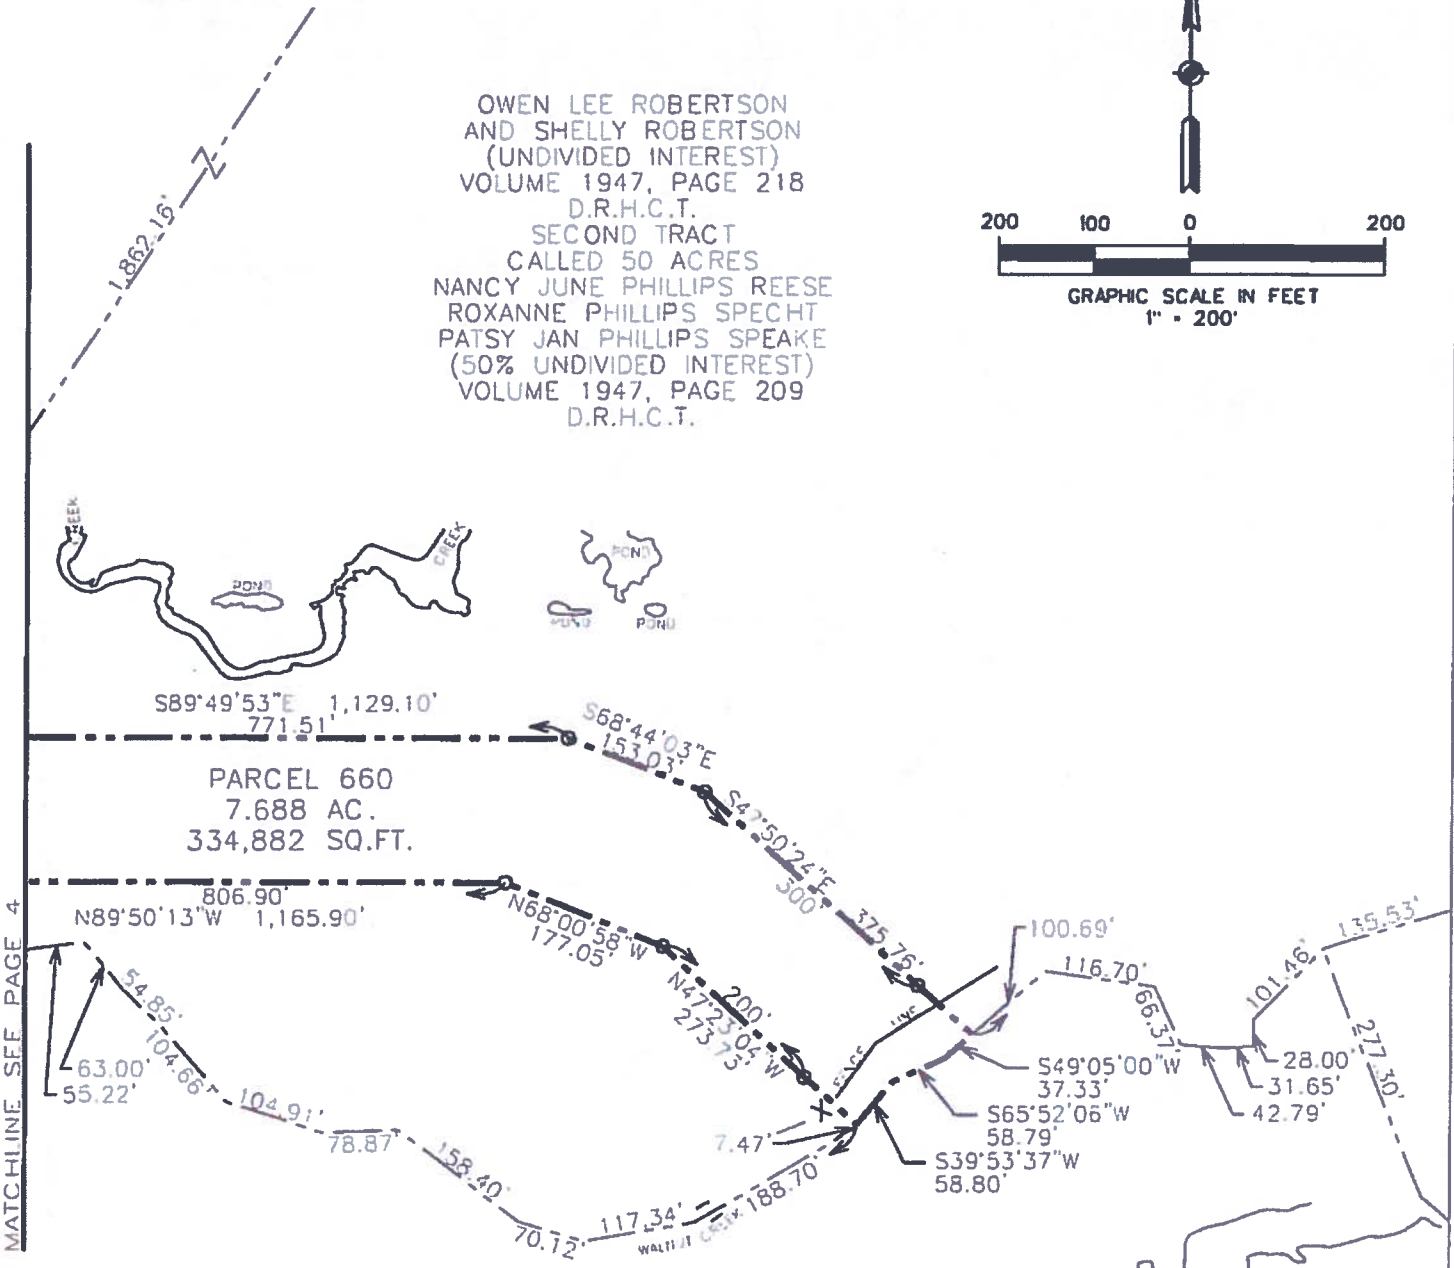 OWEN LEE ROBERTSON
AND SHELLY ROBERTSON
(UNDIVIDED INTEREST)
VOLUME 1947, PAGE 218
D.R.H.C.T.
SECOND TRACT
CALLED 50 ACRES
NANCY JUNE PHILLIPS REESE
ROXANNE PHILLIPS SPECHT
PATSY JAN PHILLIPS SPEAKE
(50% UNDIVIDED INTEREST)
VOLUME 1947, PAGE 209
D.R.H.C.T.
200 100 0 200
GRAPHIC SCALE IN FEET
1" = 200'
1,862.16'
EEK
CREEK
POND
POND
POND
POND
S89°49'53"E 1,129.10'
771.51'
S68°44'03"E
153.03'
PARCEL 660
7.688 AC.
334,882 SQ.FT.
S47°50'24"E
300'
375.76'
806.90'
N89°50'13"W 1,165.90'
N68°00'58"W
177.05'
N47°23'04"W
200'
273.73'
100.69'
116.70'
66.37'
101.46'
135.53'
277.30'
28.00'
31.65'
42.79'
S49°05'00"W
37.33'
S65°52'06"W
58.79'
S39°53'37"W
58.80'
7.47'
188.70'
WALNUT CREEK
117.34'
70.12'
158.40'
78.87'
104.91'
104.66'
54.85'
63.00'
55.22'
MATCHLINE SEE PAGE 4